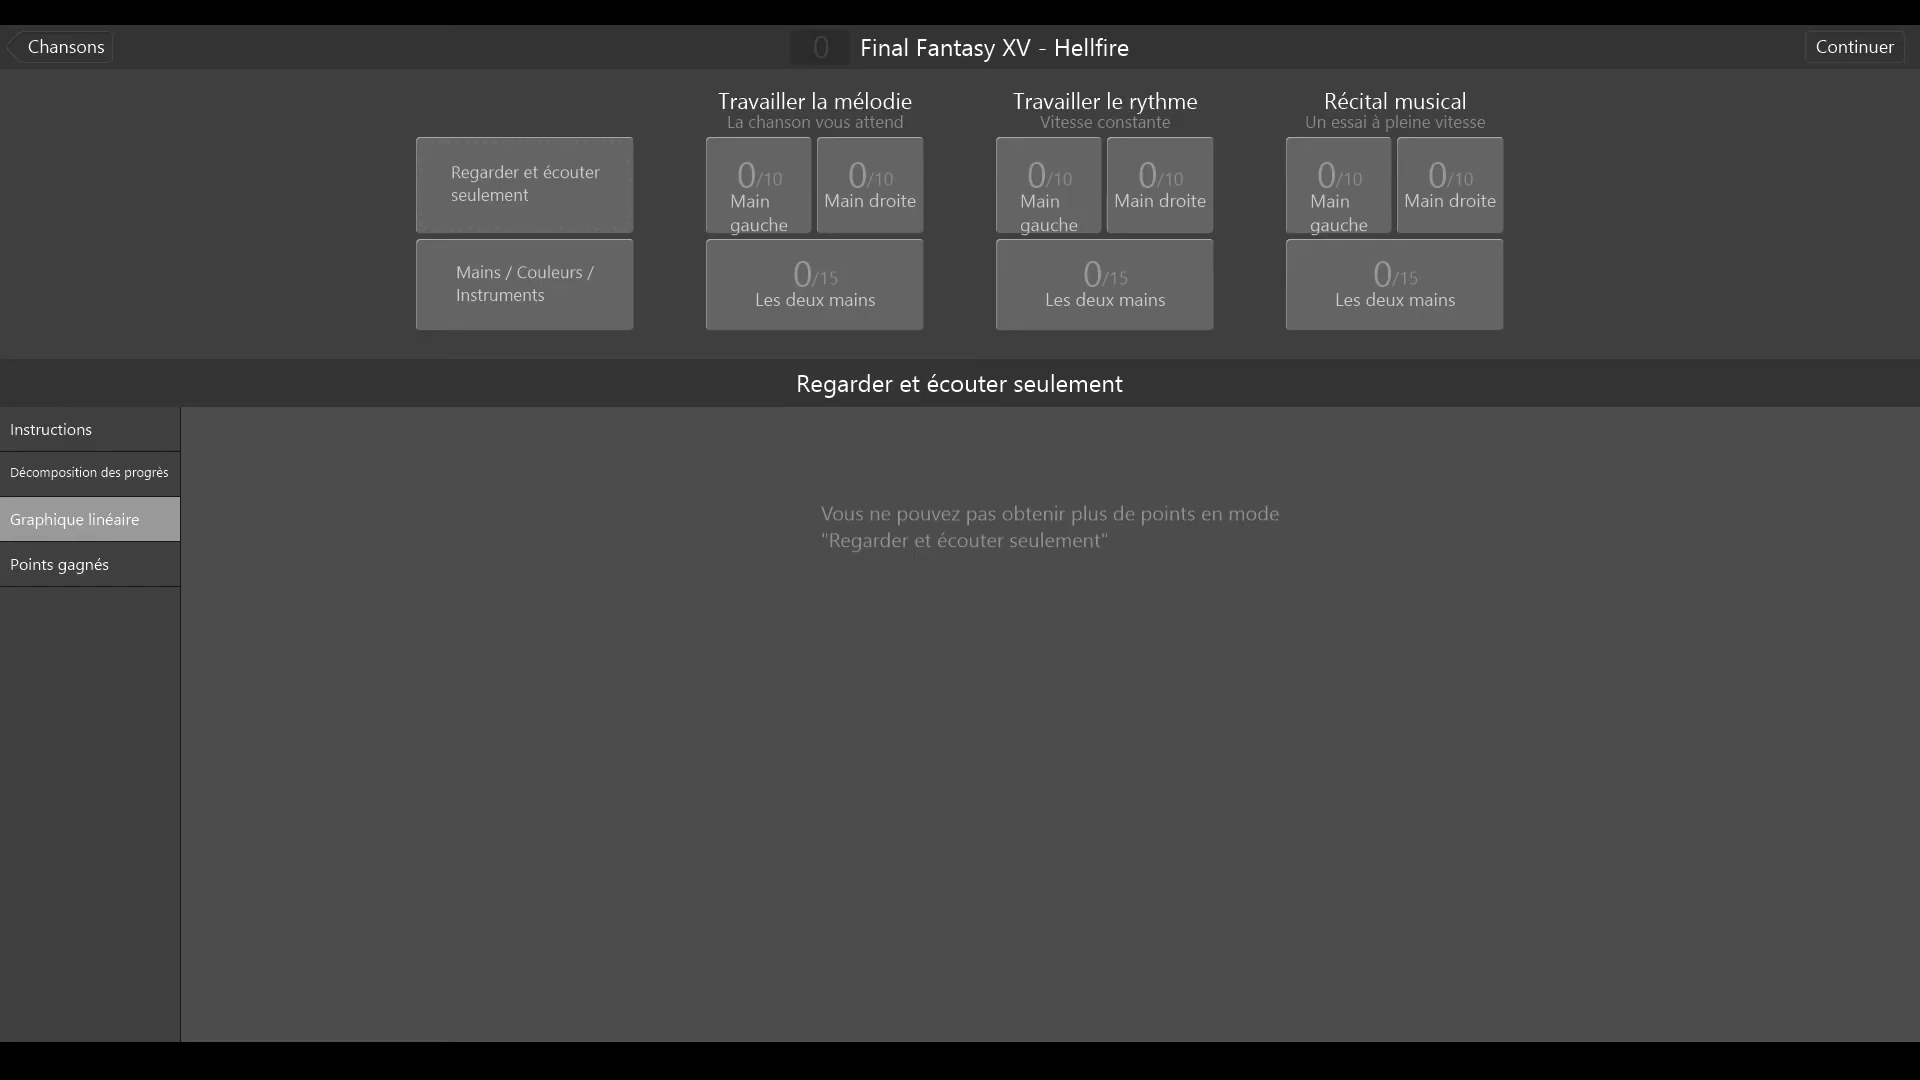 Chansons
0 Final Fantasy XV - Hellfire
Continuer
Travailler la mélodie
La chanson vous attend
Travailler le rythme
Vitesse constante
Récital musical
Un essai à pleine vitesse
Regarder et écouter
seulement
0/10
Main
gauche
0/10
Main droite
0/10
Main
gauche
0/10
Main droite
0/10
Main
gauche
0/10
Main droite
Mains / Couleurs /
Instruments
0/15
Les deux mains
0/15
Les deux mains
0/15
Les deux mains
Regarder et écouter seulement
Instructions
Décomposition des progrès
Graphique linéaire
Points gagnés
Vous ne pouvez pas obtenir plus de points en mode
"Regarder et écouter seulement"